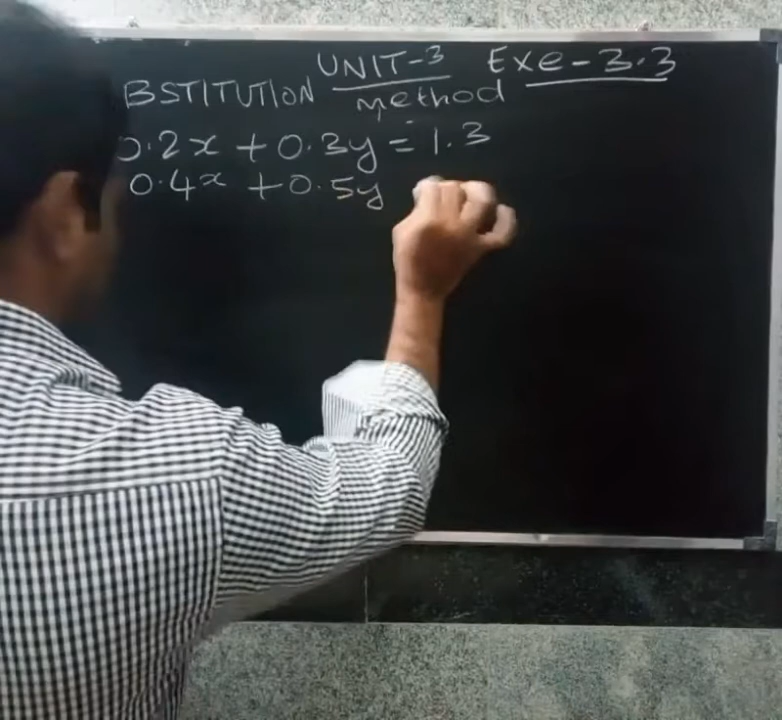 UNIT-3 Exe-3.3
BSTITUTION method
0.2x + 0.3y = 1.3
0.4x + 0.5y